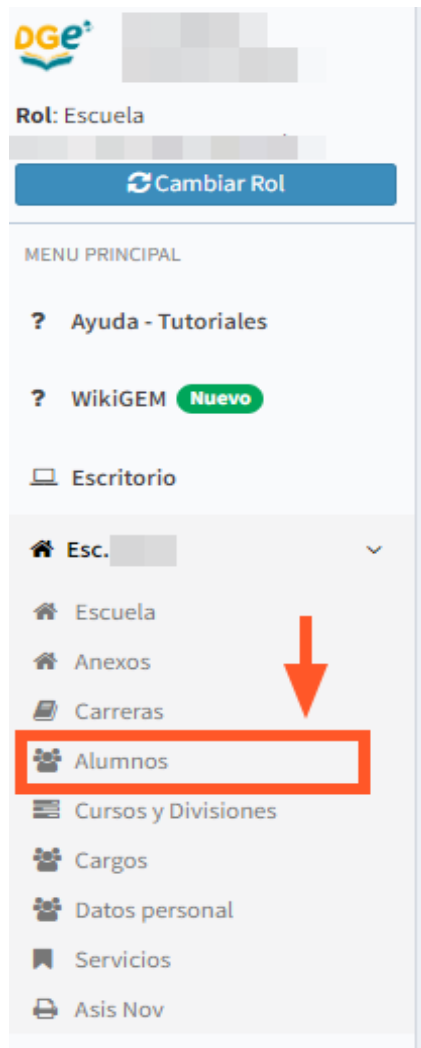 DGe
Rol: Escuela
Cambiar Rol
MENU PRINCIPAL
? Ayuda - Tutoriales
? WikiGEM Nuevo
Escritorio
Esc.
Escuela
Anexos
Carreras
Alumnos
Cursos y Divisiones
Cargos
Datos personal
Servicios
Asis Nov